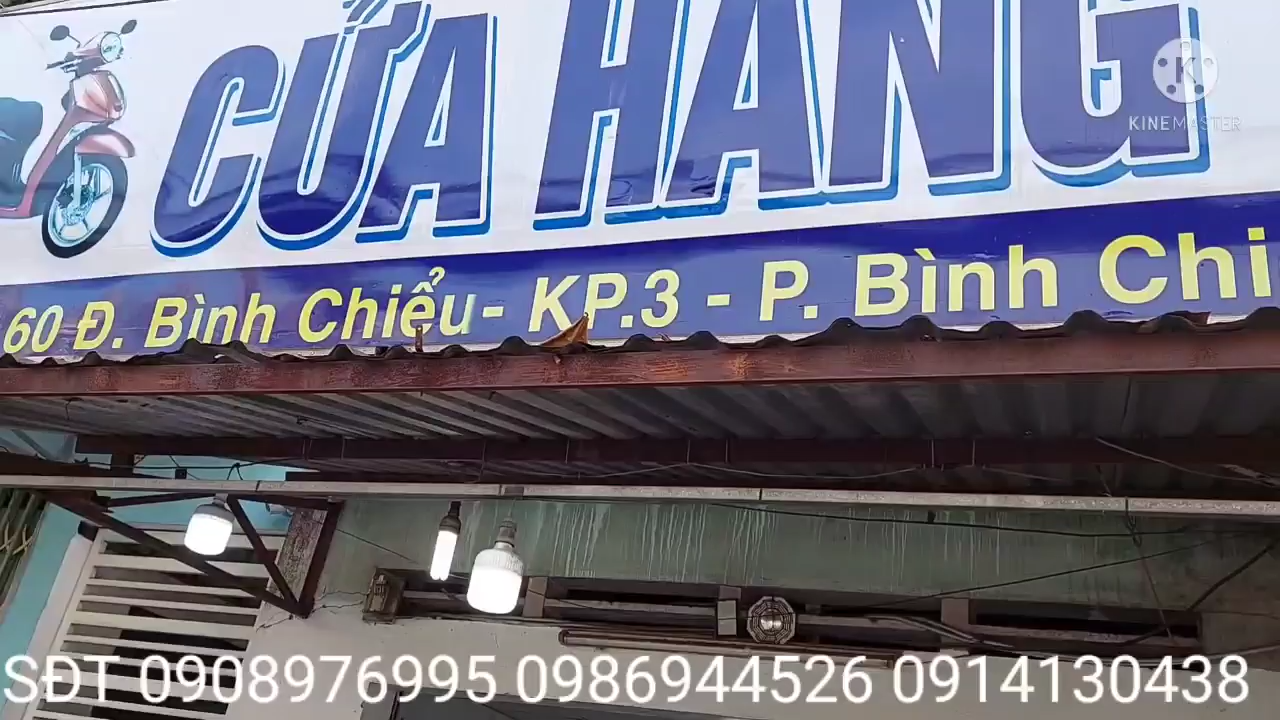 CỬA HÀNG
K
KINEMASTER
60 Đ. Bình Chiểu - KP.3 - P. Bình Chi
SĐT 0908976995 0986944526 0914130438